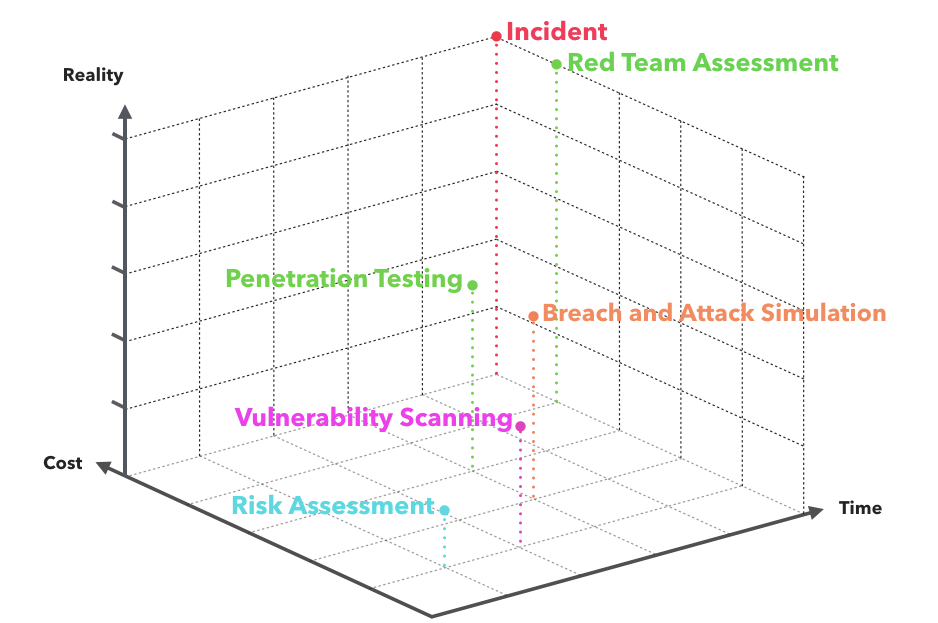 Incident
Red Team Assessment
Reality
Penetration Testing
Breach and Attack Simulation
Vulnerability Scanning
Cost
Risk Assessment
Time